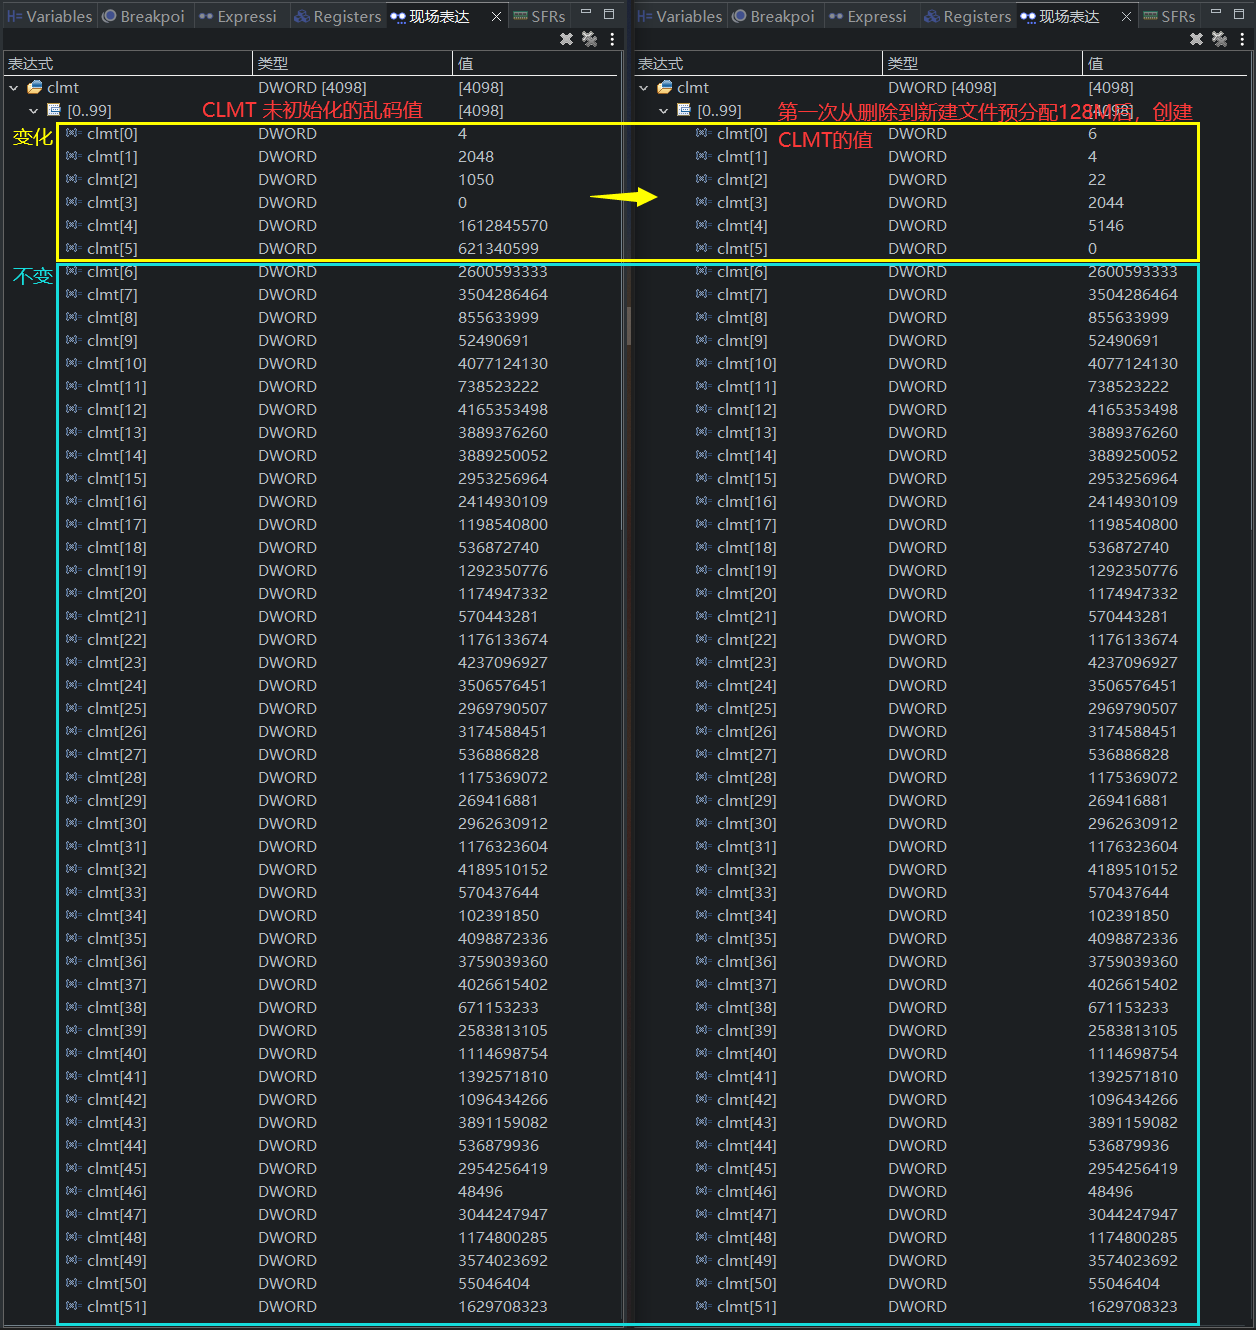 Variables Breakpoi Expressi Registers 现场表达 SFRs
表达式 类型 值
clmt DWORD [4098] [4098]
[0..99] CLMT 未初始化的乱码值 [4098]
变化
clmt[0] DWORD 4
clmt[1] DWORD 2048
clmt[2] DWORD 1050
clmt[3] DWORD 0
clmt[4] DWORD 1612845570
clmt[5] DWORD 621340599
不变
clmt[6] DWORD 2600593333
clmt[7] DWORD 3504286464
clmt[8] DWORD 855633999
clmt[9] DWORD 52490691
clmt[10] DWORD 4077124130
clmt[11] DWORD 738523222
clmt[12] DWORD 4165353498
clmt[13] DWORD 3889376260
clmt[14] DWORD 3889250052
clmt[15] DWORD 2953256964
clmt[16] DWORD 2414930109
clmt[17] DWORD 1198540800
clmt[18] DWORD 536872740
clmt[19] DWORD 1292350776
clmt[20] DWORD 1174947332
clmt[21] DWORD 570443281
clmt[22] DWORD 1176133674
clmt[23] DWORD 4237096927
clmt[24] DWORD 3506576451
clmt[25] DWORD 2969790507
clmt[26] DWORD 3174588451
clmt[27] DWORD 536886828
clmt[28] DWORD 1175369072
clmt[29] DWORD 269416881
clmt[30] DWORD 2962630912
clmt[31] DWORD 1176323604
clmt[32] DWORD 4189510152
clmt[33] DWORD 570437644
clmt[34] DWORD 102391850
clmt[35] DWORD 4098872336
clmt[36] DWORD 3759039360
clmt[37] DWORD 4026615402
clmt[38] DWORD 671153233
clmt[39] DWORD 2583813105
clmt[40] DWORD 1114698754
clmt[41] DWORD 1392571810
clmt[42] DWORD 1096434266
clmt[43] DWORD 3891159082
clmt[44] DWORD 536879936
clmt[45] DWORD 2954256419
clmt[46] DWORD 48496
clmt[47] DWORD 3044247947
clmt[48] DWORD 1174800285
clmt[49] DWORD 3574023692
clmt[50] DWORD 55046404
clmt[51] DWORD 1629708323
Variables Breakpoi Expressi Registers 现场表达 SFRs
表达式 类型 值
clmt DWORD [4098] [4098]
[0..99] [4098]
第一次从删除到新建文件预分配128M后，创建
CLMT的值
clmt[0] DWORD 6
clmt[1] DWORD 4
clmt[2] DWORD 22
clmt[3] DWORD 2044
clmt[4] DWORD 5146
clmt[5] DWORD 0
clmt[6] DWORD 2600593333
clmt[7] DWORD 3504286464
clmt[8] DWORD 855633999
clmt[9] DWORD 52490691
clmt[10] DWORD 4077124130
clmt[11] DWORD 738523222
clmt[12] DWORD 4165353498
clmt[13] DWORD 3889376260
clmt[14] DWORD 3889250052
clmt[15] DWORD 2953256964
clmt[16] DWORD 2414930109
clmt[17] DWORD 1198540800
clmt[18] DWORD 536872740
clmt[19] DWORD 1292350776
clmt[20] DWORD 1174947332
clmt[21] DWORD 570443281
clmt[22] DWORD 1176133674
clmt[23] DWORD 4237096927
clmt[24] DWORD 3506576451
clmt[25] DWORD 2969790507
clmt[26] DWORD 3174588451
clmt[27] DWORD 536886828
clmt[28] DWORD 1175369072
clmt[29] DWORD 269416881
clmt[30] DWORD 2962630912
clmt[31] DWORD 1176323604
clmt[32] DWORD 4189510152
clmt[33] DWORD 570437644
clmt[34] DWORD 102391850
clmt[35] DWORD 4098872336
clmt[36] DWORD 3759039360
clmt[37] DWORD 4026615402
clmt[38] DWORD 671153233
clmt[39] DWORD 2583813105
clmt[40] DWORD 1114698754
clmt[41] DWORD 1392571810
clmt[42] DWORD 1096434266
clmt[43] DWORD 3891159082
clmt[44] DWORD 536879936
clmt[45] DWORD 2954256419
clmt[46] DWORD 48496
clmt[47] DWORD 3044247947
clmt[48] DWORD 1174800285
clmt[49] DWORD 3574023692
clmt[50] DWORD 55046404
clmt[51] DWORD 1629708323